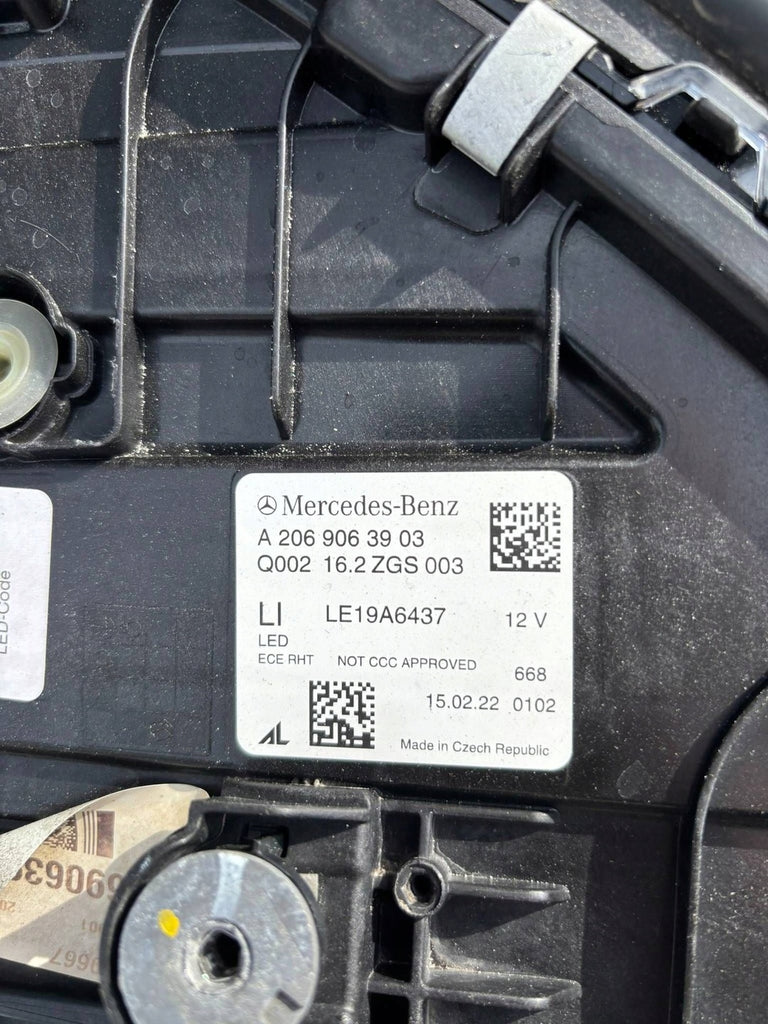 Mercedes-Benz
A 206 906 39 03
Q002 16.2 ZGS 003
LI LE19A6437 12 V
LED
ECE RHT NOT CCC APPROVED 668
15.02.22 0102
AL Made in Czech Republic
LED-Code